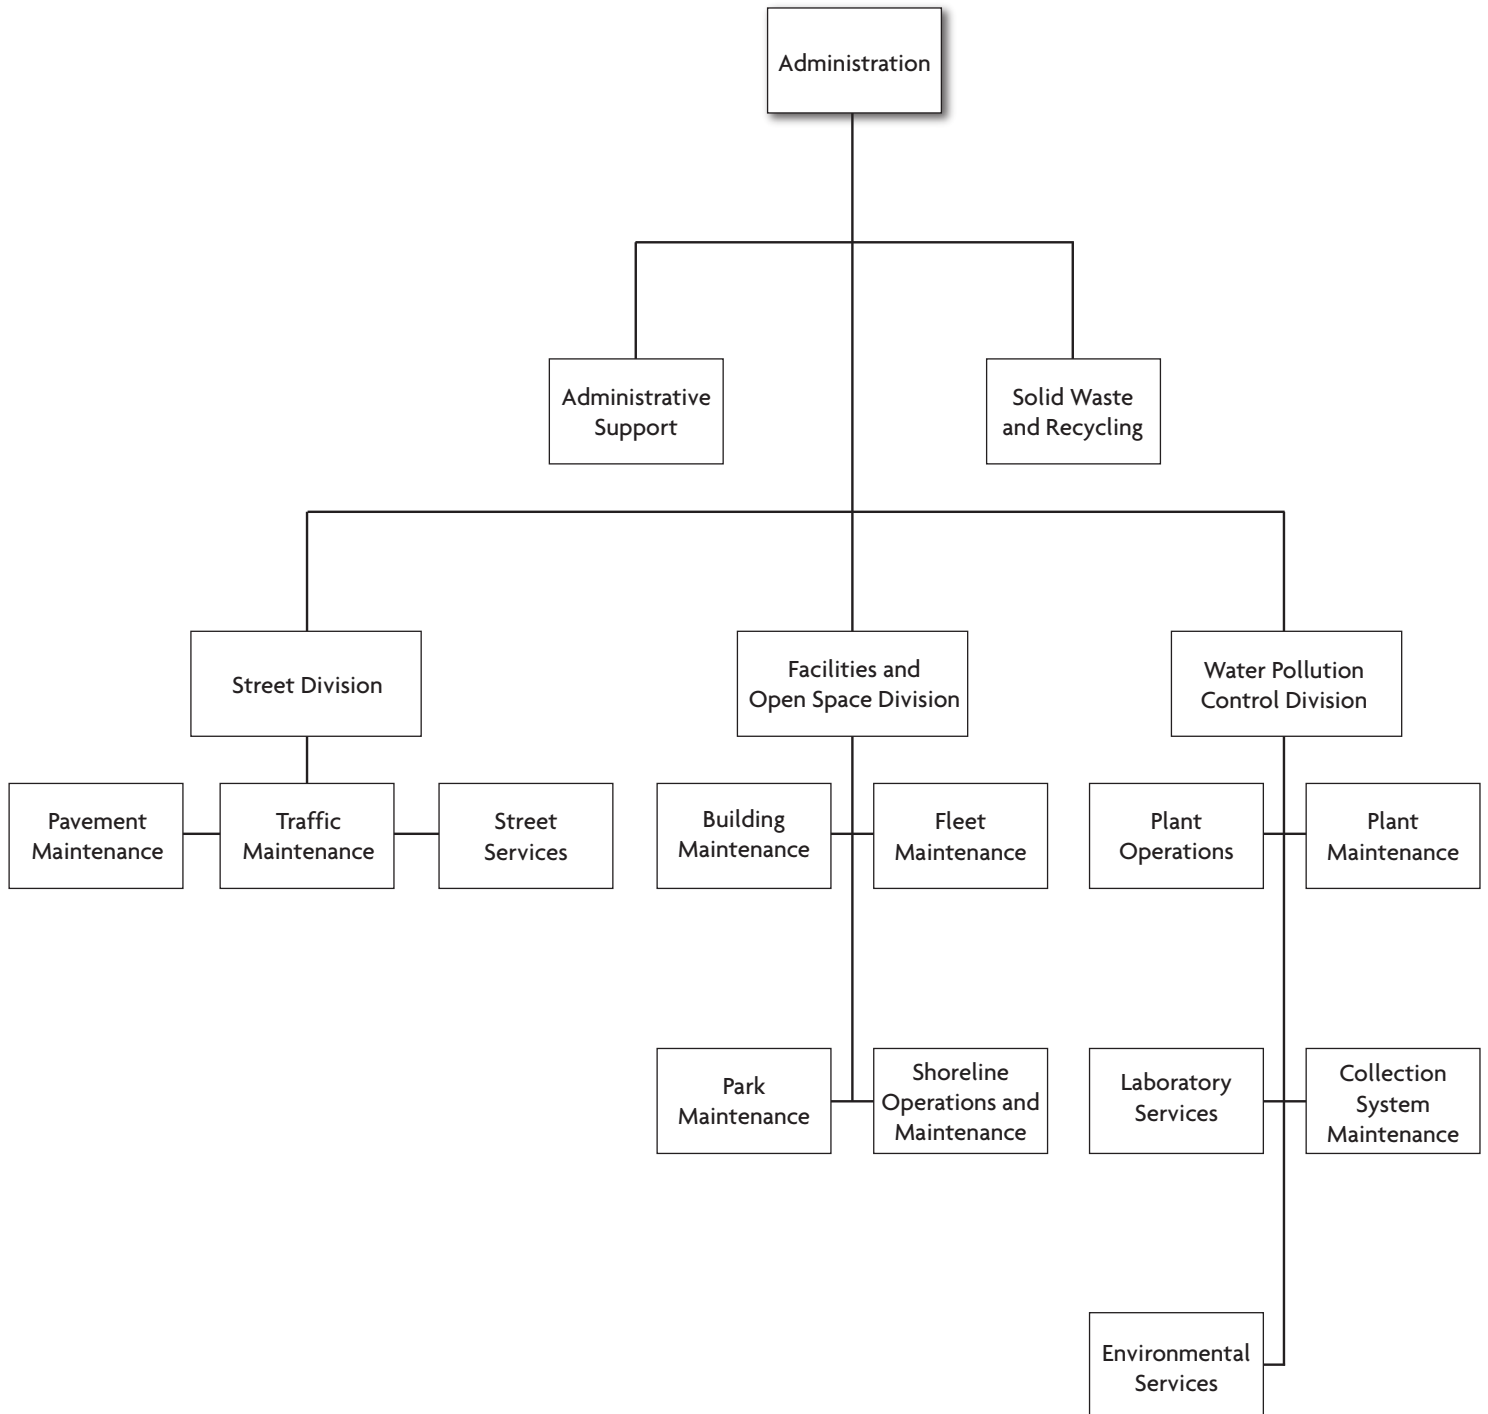 Administration
Administrative
Support
Solid Waste
and Recycling
Street Division
Facilities and
Open Space Division
Water Pollution
Control Division
Pavement
Maintenance
Traffic
Maintenance
Street
Services
Building
Maintenance
Fleet
Maintenance
Plant
Operations
Plant
Maintenance
Park
Maintenance
Shoreline
Operations and
Maintenance
Laboratory
Services
Collection
System
Maintenance
Environmental
Services